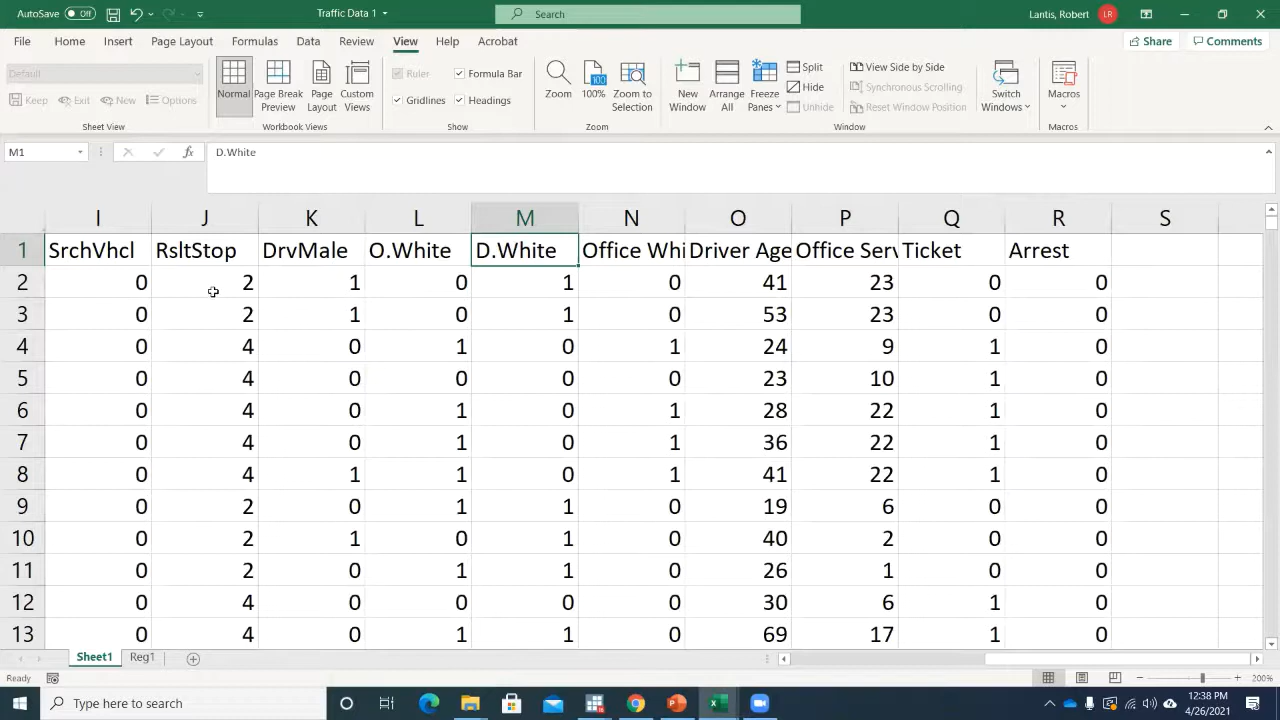 AutoSave Off Traffic Data 1 Search Lantis, Robert LR
File Home Insert Page Layout Formulas Data Review View Help Acrobat Share Comments
Default
Keep Exit New Options
Normal Page Break Preview Page Layout Custom Views
Ruler Formula Bar
Gridlines Headings
Zoom 100% Zoom to Selection
New Window Arrange All Freeze Panes
Split View Side by Side
Hide Synchronous Scrolling
Unhide Reset Window Position
Switch Windows Macros
Sheet View Workbook Views Show Zoom Window Macros
M1 fx D.White
I J K L M N O P Q R S
1 SrchVhcl RsltStop DrvMale O.White D.White Office Whi Driver Age Office Serv Ticket Arrest
2 0 2 1 0 1 0 41 23 0 0
3 0 2 1 0 1 0 53 23 0 0
4 0 4 0 1 0 1 24 9 1 0
5 0 4 0 0 0 0 23 10 1 0
6 0 4 0 1 0 1 28 22 1 0
7 0 4 0 1 0 1 36 22 1 0
8 0 4 1 1 0 1 41 22 1 0
9 0 2 0 1 1 0 19 6 0 0
10 0 2 1 0 1 0 40 2 0 0
11 0 2 0 1 1 0 26 1 0 0
12 0 4 0 0 0 0 30 6 1 0
13 0 4 0 1 1 0 69 17 1 0
Sheet1 Reg1
Ready 200%
Type here to search 12:38 PM
4/26/2021